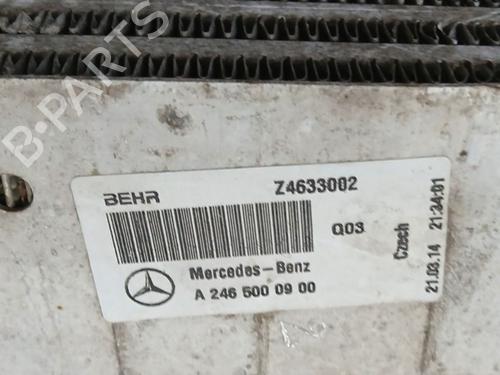 B-PARTS
BEHR
Z4633002
Q03
Czech
21.03.14 21:34:01
Mercedes-Benz
A 246 500 09 00